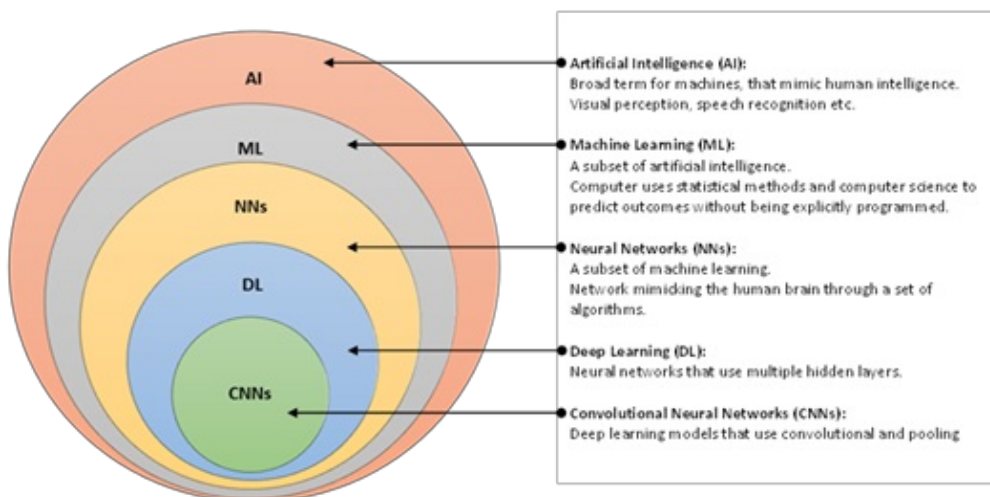 AI
ML
NNs
DL
CNNs
Artificial Intelligence (AI):
Broad term for machines, that mimic human intelligence.
Visual perception, speech recognition etc.
Machine Learning (ML):
A subset of artificial intelligence.
Computer uses statistical methods and computer science to
predict outcomes without being explicitly programmed.
Neural Networks (NNs):
A subset of machine learning.
Network mimicking the human brain through a set of
algorithms.
Deep Learning (DL):
Neural networks that use multiple hidden layers.
Convolutional Neural Networks (CNNs):
Deep learning models that use convolutional and pooling